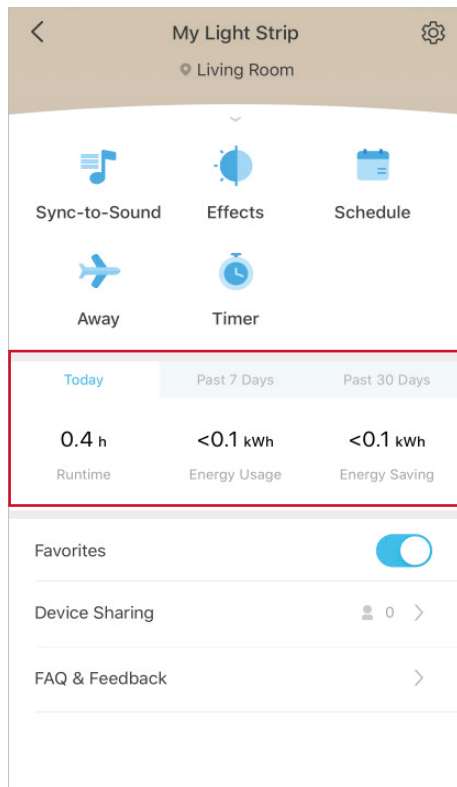 My Light Strip
Living Room
Sync-to-Sound Effects Schedule
Away Timer
Today Past 7 Days Past 30 Days
0.4 h <0.1 kWh <0.1 kWh
Runtime Energy Usage Energy Saving
Favorites
Device Sharing 0
FAQ & Feedback